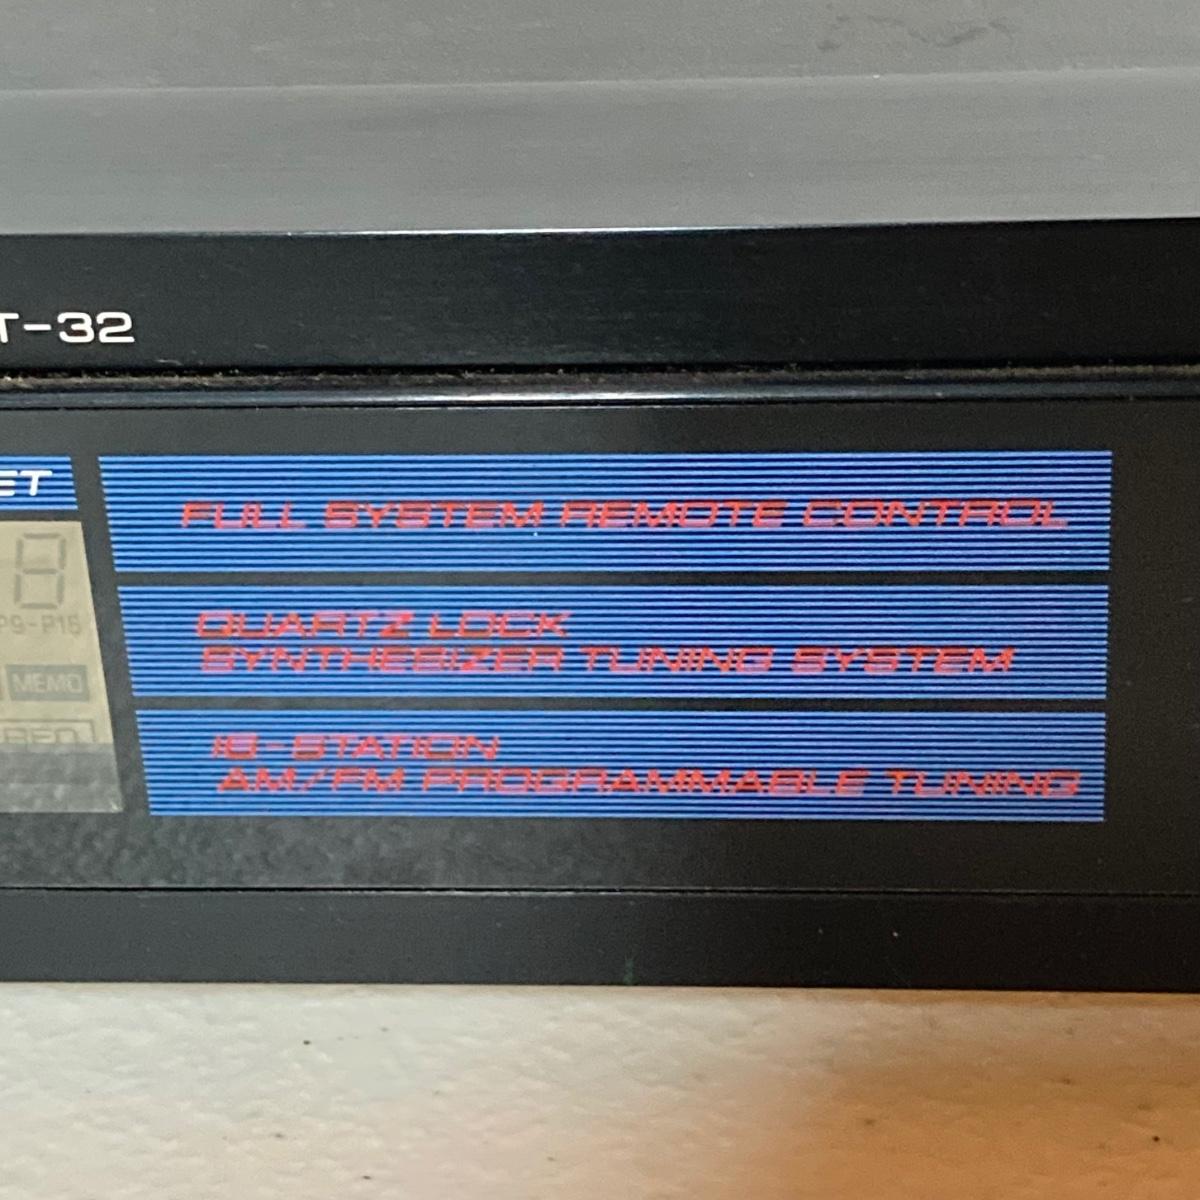 T-32
ET
FULL SYSTEM REMOTE CONTROL
8
P9-P16
QUARTZ LOCK
SYNTHESIZER TUNING SYSTEM
MEMO
16-STATION
AM/FM PROGRAMMABLE TUNING